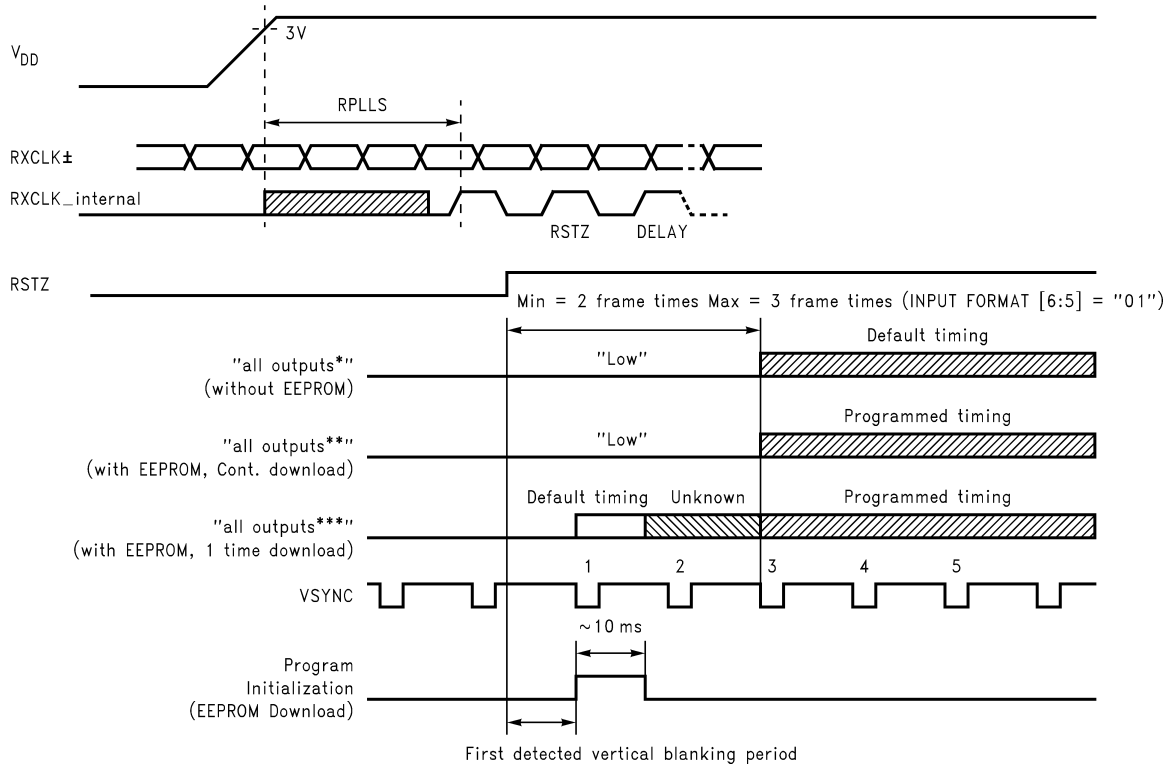 3V
VDD
RPLLS
RXCLK±
RXCLK_internal
RSTZ DELAY
RSTZ
Min = 2 frame times Max = 3 frame times (INPUT FORMAT [6:5] = "01")
Default timing
"all outputs*" "Low"
(without EEPROM)
Programmed timing
"all outputs**" "Low"
(with EEPROM, Cont. download)
Default timing Unknown Programmed timing
"all outputs***"
(with EEPROM, 1 time download)
1 2 3 4 5
VSYNC
~10 ms
Program
Initialization
(EEPROM Download)
First detected vertical blanking period